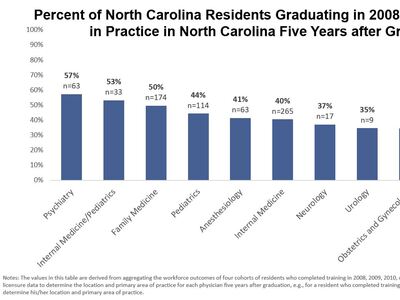 Percent of North Carolina Residents Graduating in 2008
in Practice in North Carolina Five Years after
100%
90%
80%
70%
60%
50%
40%
30%
20%
10%
0%
57%
n=63
53%
n=33
50%
n=174
44%
n=114
41%
n=63
40%
n=265
37%
n=17
35%
n=9
Psychiatry
Internal Medicine/Pediatrics
Family Medicine
Pediatrics
Anesthesiology
Internal Medicine
Neurology
Urology
Obstetrics and
Notes: The values in this table are derived from aggregating the workforce outcomes of four cohorts of residents who completed training in 2008, 2009, 2010,
licensure data to determine the location and primary area of practice for each physician five years after graduation, e.g., for a resident who completed training
determine his/her location and primary area of practice.